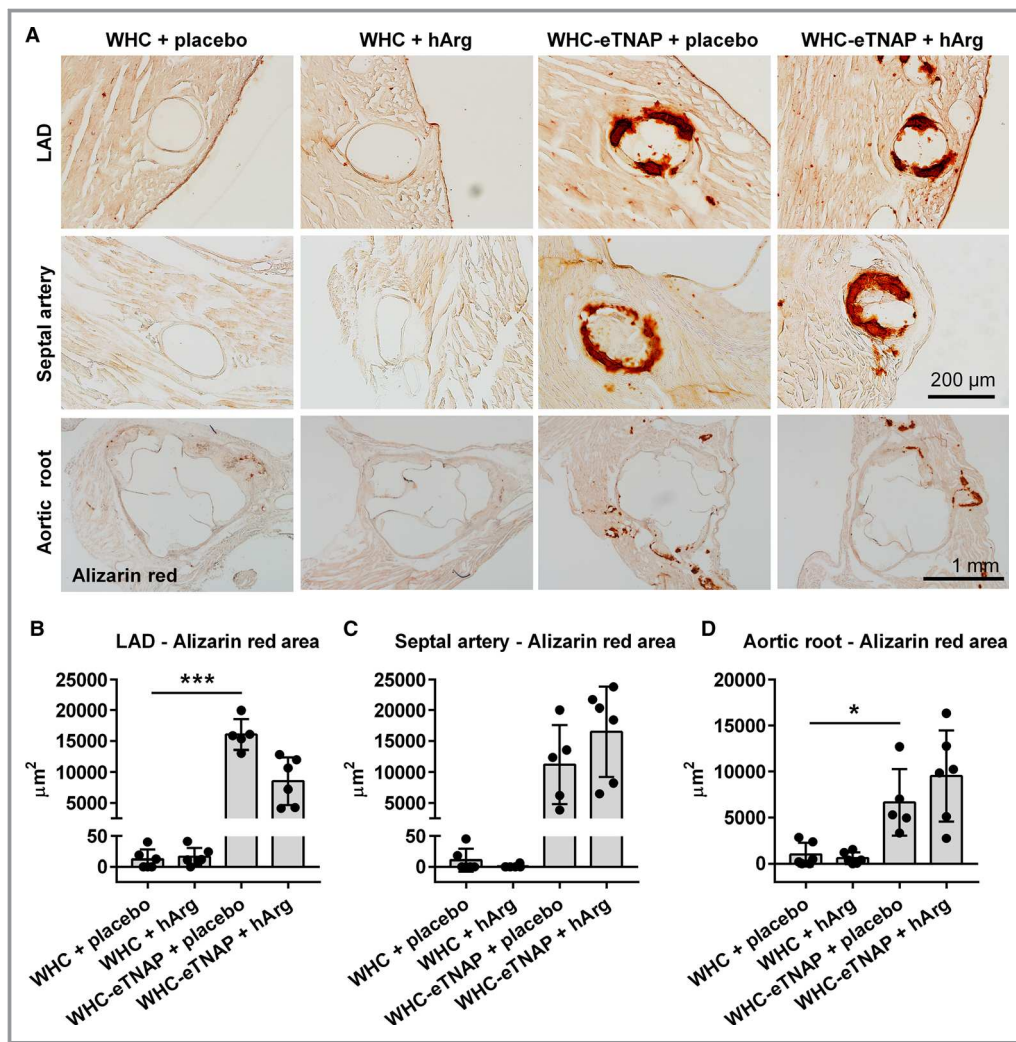 A
WHC + placebo
WHC + hArg
WHC-eTNAP + placebo
WHC-eTNAP + hArg
LAD
Septal artery
200 µm
Aortic root
Alizarin red
1 mm
B
LAD - Alizarin red area
***
25000
20000
15000
10000
5000
50
0
µm²
WHC + placebo
WHC + hArg
WHC-eTNAP + placebo
WHC-eTNAP + hArg
C
Septal artery - Alizarin red area
25000
20000
15000
10000
5000
50
0
µm²
WHC + placebo
WHC + hArg
WHC-eTNAP + placebo
WHC-eTNAP + hArg
D
Aortic root - Alizarin red area
*
20000
15000
10000
5000
0
µm²
WHC + placebo
WHC + hArg
WHC-eTNAP + placebo
WHC-eTNAP + hArg